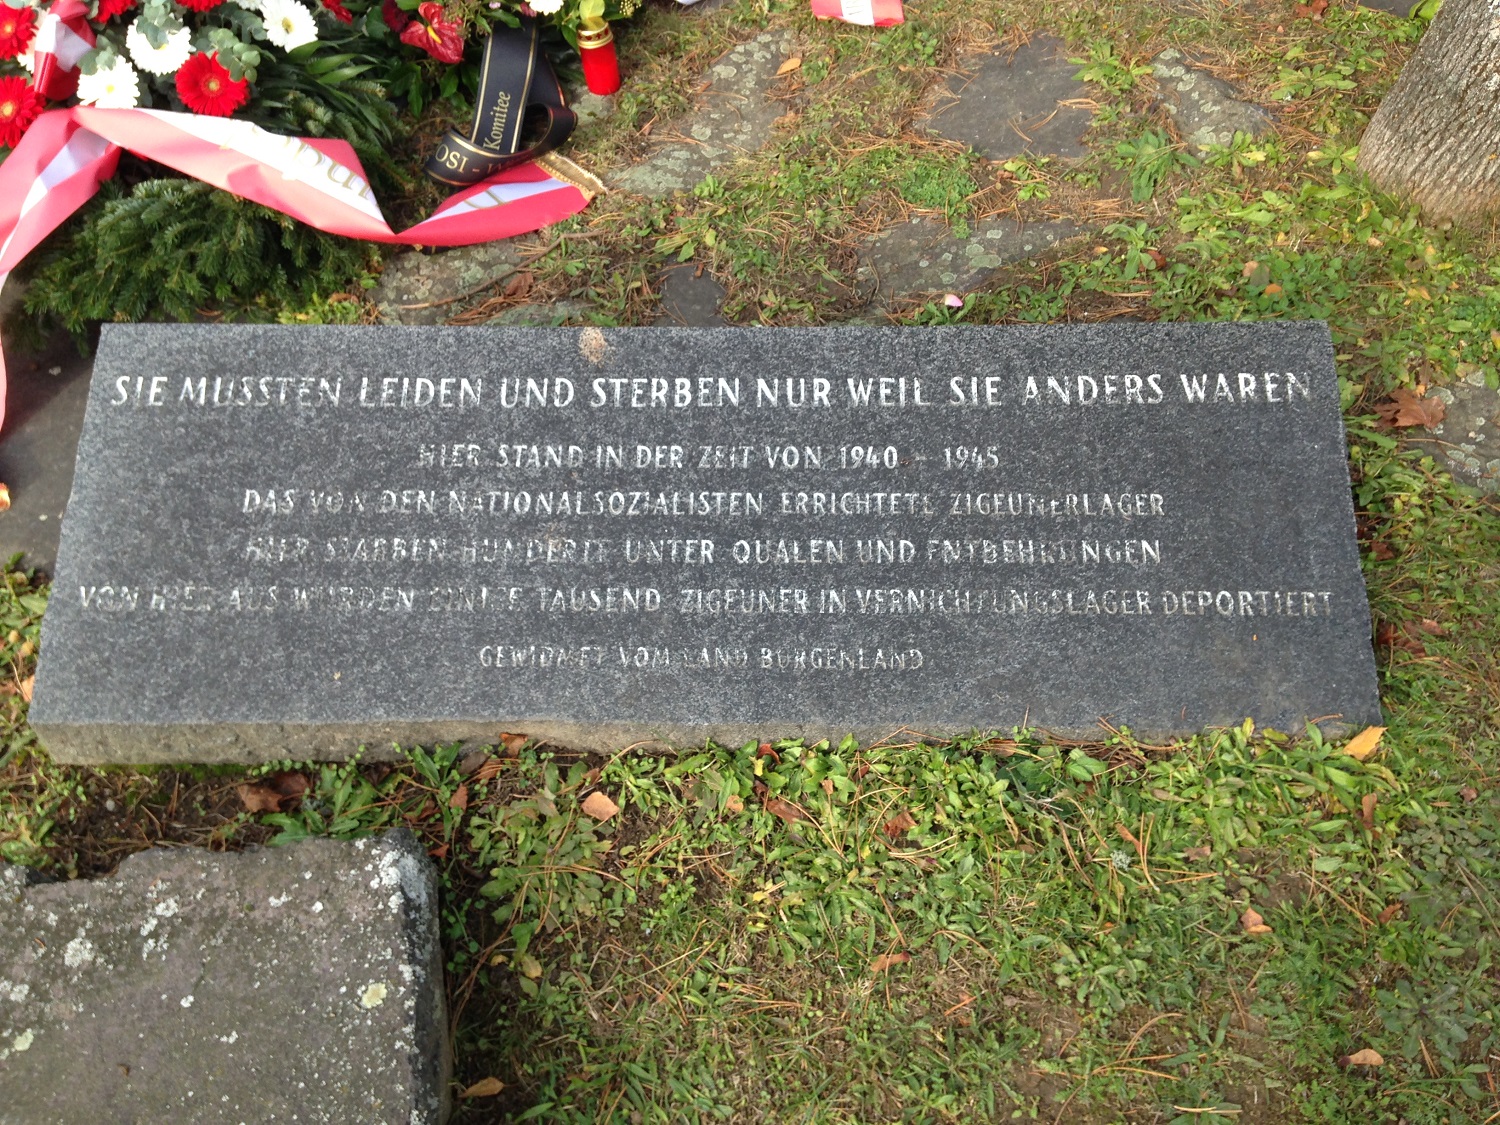 Komitee
SIE MUSSTEN LEIDEN UND STERBEN NUR WEIL SIE ANDERS WAREN
HIER STAND IN DER ZEIT VON 1940 - 1945
DAS VON DEN NATIONALSOZIALISTEN ERRICHTETE ZIGEUNERLAGER
HIER STARBEN HUNDERTE UNTER QUALEN UND ENTBEHRUNGEN
VON HIER AUS WURDEN EINIGE TAUSEND ZIGEUNER IN VERNICHTUNGSLAGER DEPORTIERT
GEWIDMET VOM LAND BURGENLAND